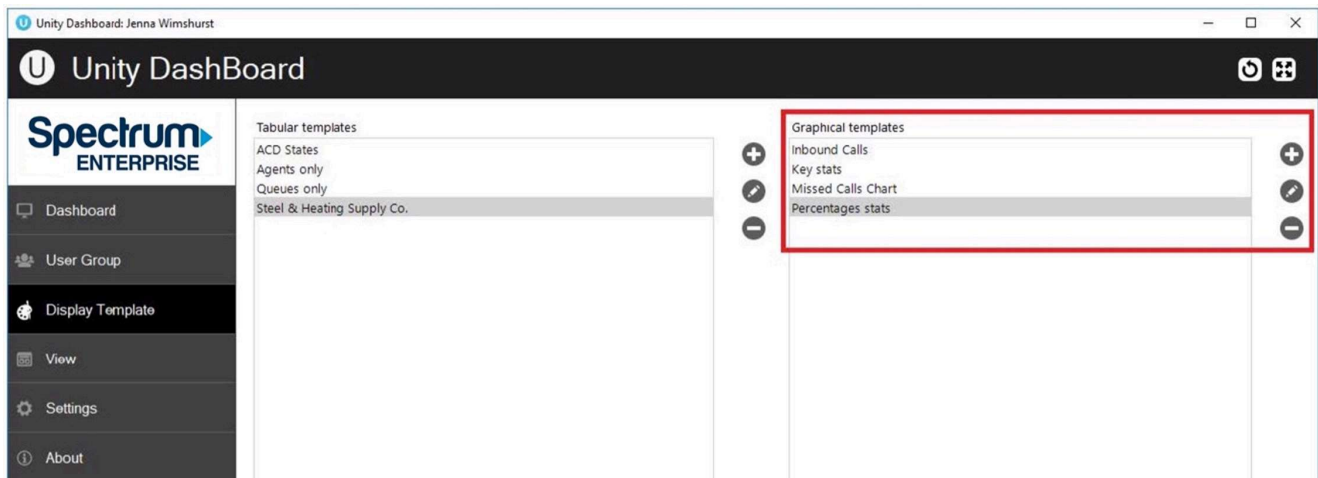 Unity Dashboard: Jenna Wimshurst
Unity DashBoard
Spectrum
ENTERPRISE
Dashboard
User Group
Display Template
View
Settings
About
Tabular templates
ACD States
Agents only
Queues only
Steel & Heating Supply Co.
Graphical templates
Inbound Calls
Key stats
Missed Calls Chart
Percentages stats